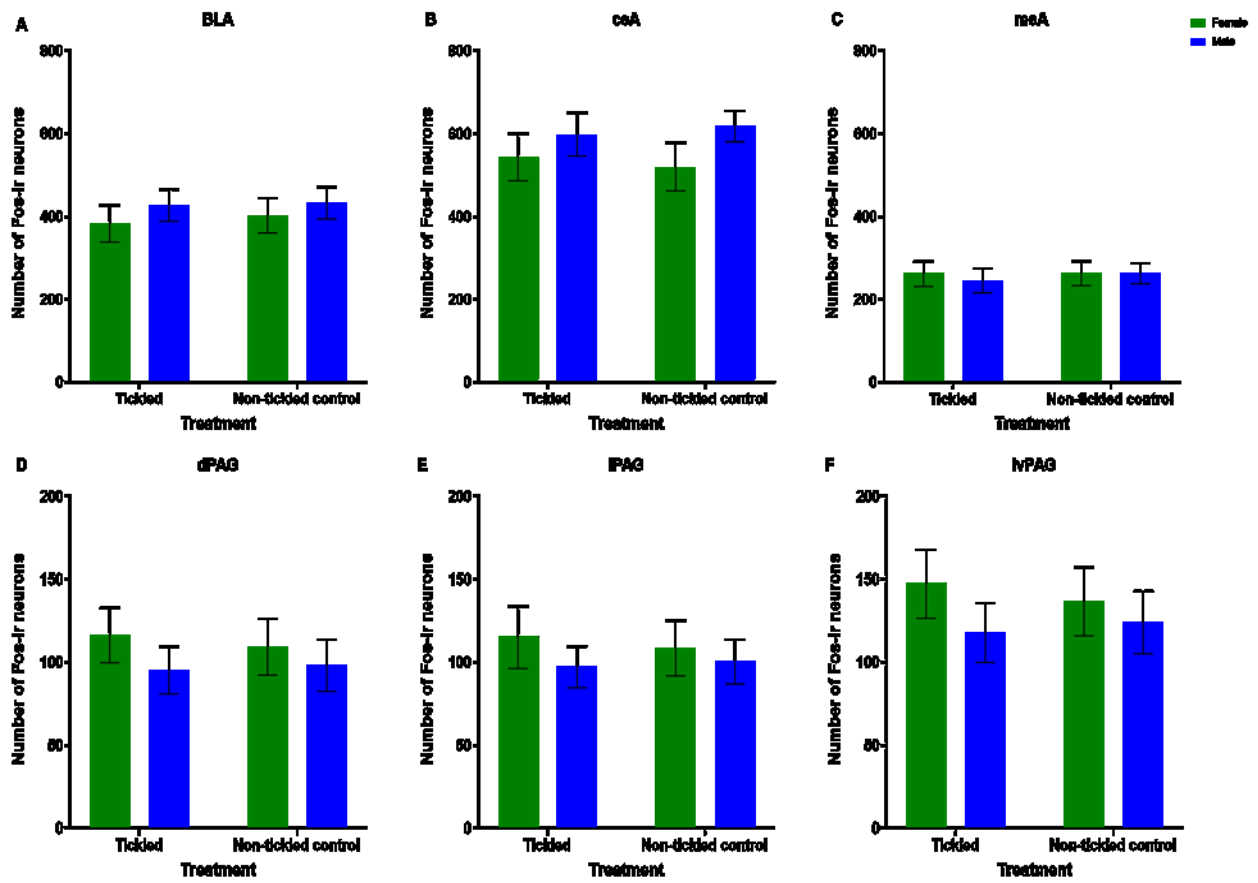 A
BLA
Number of Fos-ir neurons
800
600
400
200
0
Tickled
Non-tickled control
Treatment
B
ceA
Number of Fos-ir neurons
800
600
400
200
0
Tickled
Non-tickled control
Treatment
C
meA
Number of Fos-ir neurons
800
600
400
200
0
Tickled
Non-tickled control
Treatment
Female
Male
D
dPAG
Number of Fos-ir neurons
200
150
100
50
0
Tickled
Non-tickled control
Treatment
E
lPAG
Number of Fos-ir neurons
200
150
100
50
0
Tickled
Non-tickled control
Treatment
F
lvPAG
Number of Fos-ir neurons
200
150
100
50
0
Tickled
Non-tickled control
Treatment